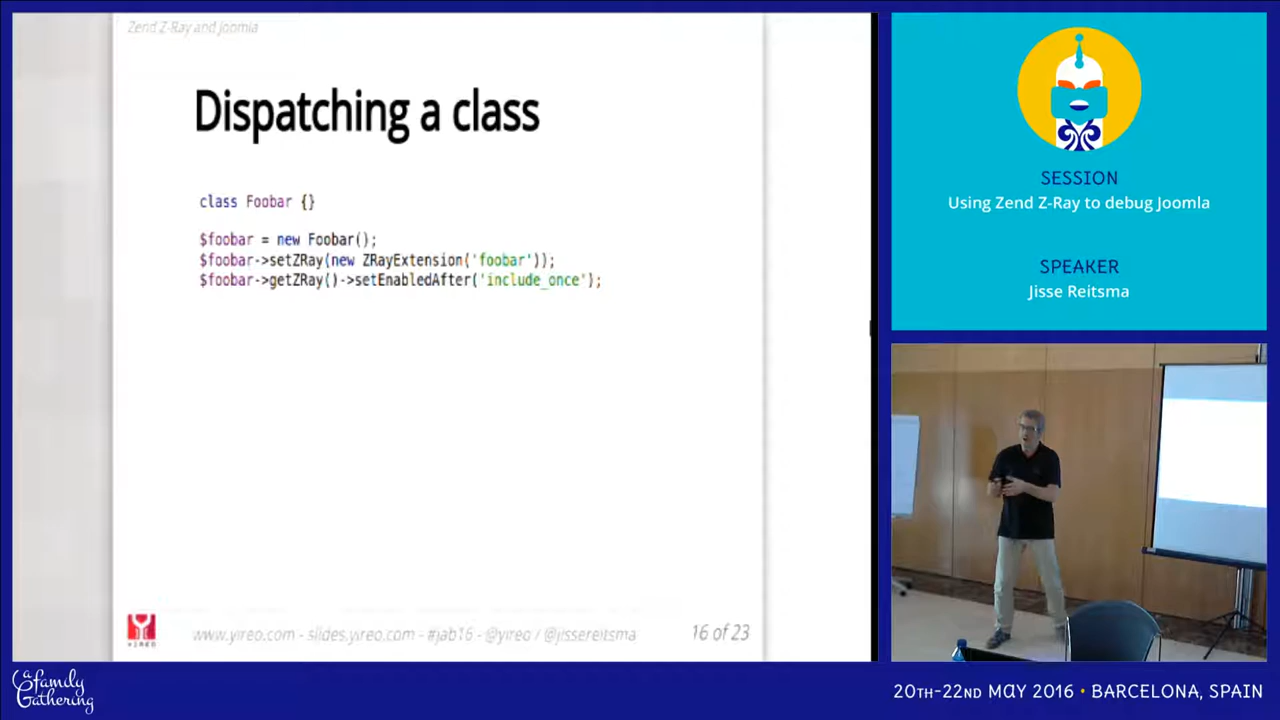 Zend Z-Ray and Joomla
Dispatching a class
class Foobar {}
$foobar = new Foobar();
$foobar->setZRay(new ZRayExtension('foobar'));
$foobar->getZRay()->setEnabledAfter('include_once');
www.yireo.com - slides.yireo.com - #jab16 - @yireo / @jissereitsma
16 of 23
YIREO
SESSION
Using Zend Z-Ray to debug Joomla
SPEAKER
Jisse Reitsma
a family Gathering
20TH-22ND MAY 2016 • BARCELONA, SPAIN